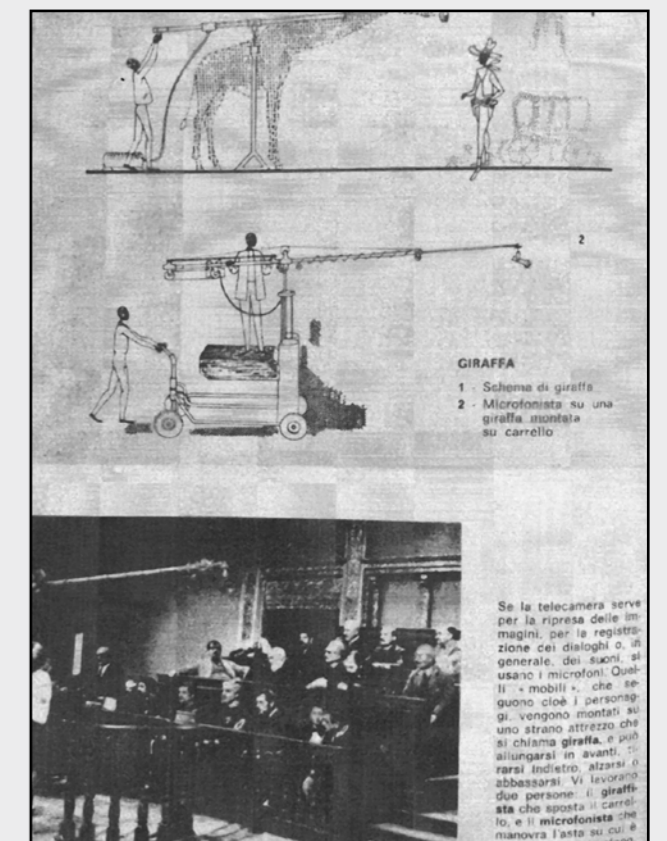 2
GIRAFFA
1 - Schema di giraffa
2 - Microfonista su una
giraffa montata
su carrello
Se la telecamera serve
per la ripresa delle im-
magini, per la registra-
zione dei dialoghi o, in
generale, dei suoni, si
usano i microfoni. Quel-
li « mobili », che se-
guono cioè i personag-
gi, vengono montati su
uno strano attrezzo che
si chiama giraffa, e può
allungarsi in avanti, ti-
rarsi indietro, alzarsi o
abbassarsi. Vi lavorano
due persone: il giraffi-
sta che sposta il carrel-
lo, e il microfonista che
manovra l'asta su cui è